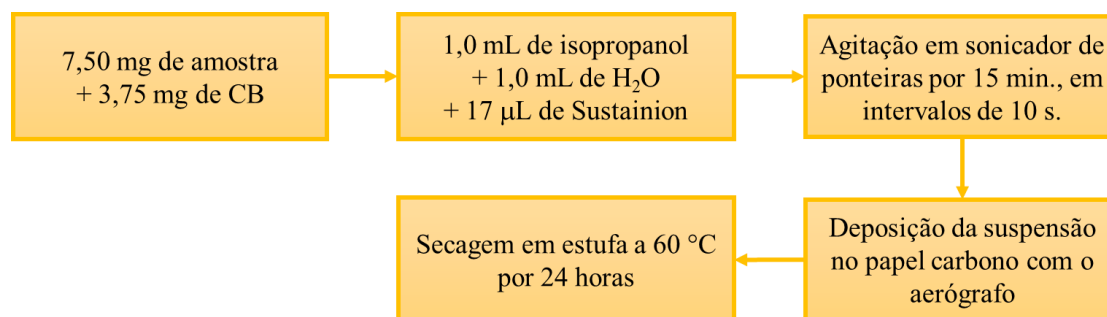 7,50 mg de amostra
+ 3,75 mg de CB
1,0 mL de isopropanol
+ 1,0 mL de H₂O
+ 17 μL de Sustainion
Agitação em sonicador de
ponteiras por 15 min., em
intervalos de 10 s.
Deposição da suspensão
no papel carbono com o
aerógrafo
Secagem em estufa a 60 °C
por 24 horas